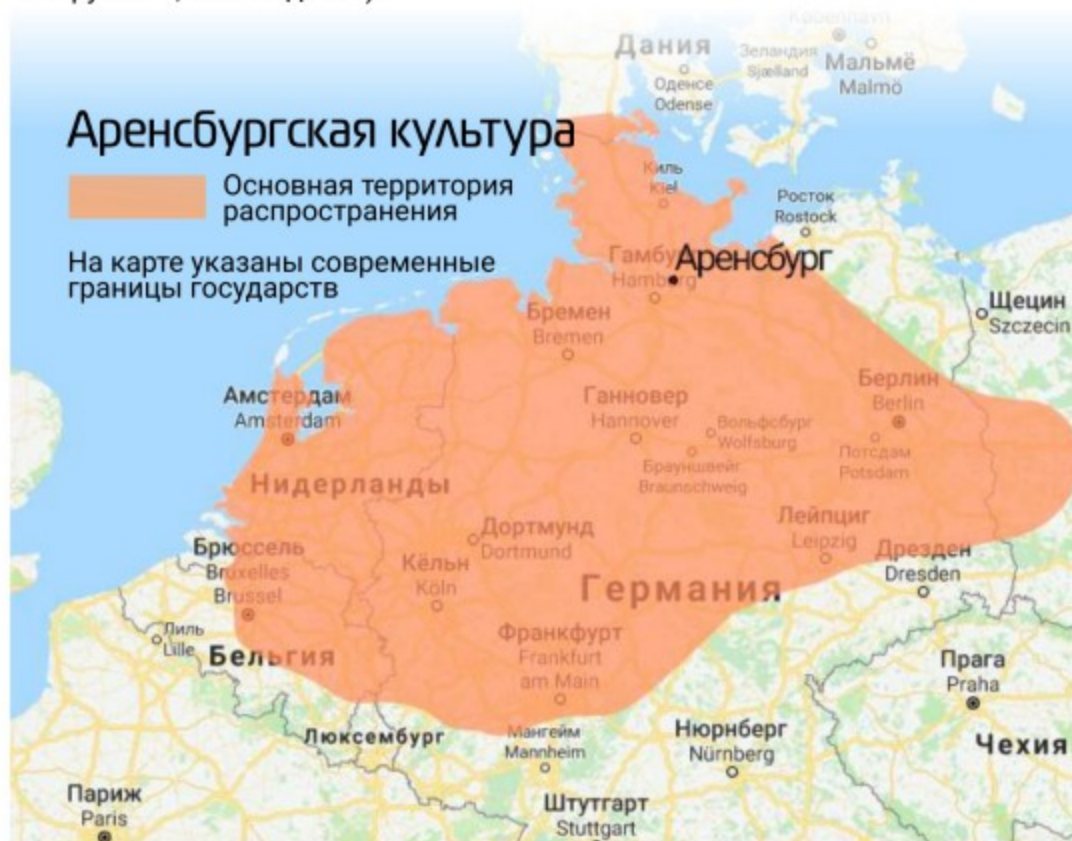 København
Дания
Зеландия
Sjælland
Мальмё
Malmö
Оденсе
Odense
Аренсбургская культура
Основная территория
распространения
На карте указаны современные
границы государств
Киль
Kiel
Росток
Rostock
Гамбург
Hamburg
Аренсбург
Щецин
Szczecin
Бремен
Bremen
Амстердам
Amsterdam
Ганновер
Hannover
Вольфсбург
Wolfsburg
Берлин
Berlin
Брауншвейг
Braunschweig
Потсдам
Potsdam
Нидерланды
Дортмунд
Dortmund
Лейпциг
Leipzig
Брюссель
Bruxelles
Brussel
Кёльн
Köln
Дрезден
Dresden
Германия
Лиль
Lille
Бельгия
Франкфурт
Frankfurt
am Main
Прага
Praha
Люксембург
Мангейм
Mannheim
Нюрнберг
Nürnberg
Чехия
Париж
Paris
Штутгарт
Stuttgart